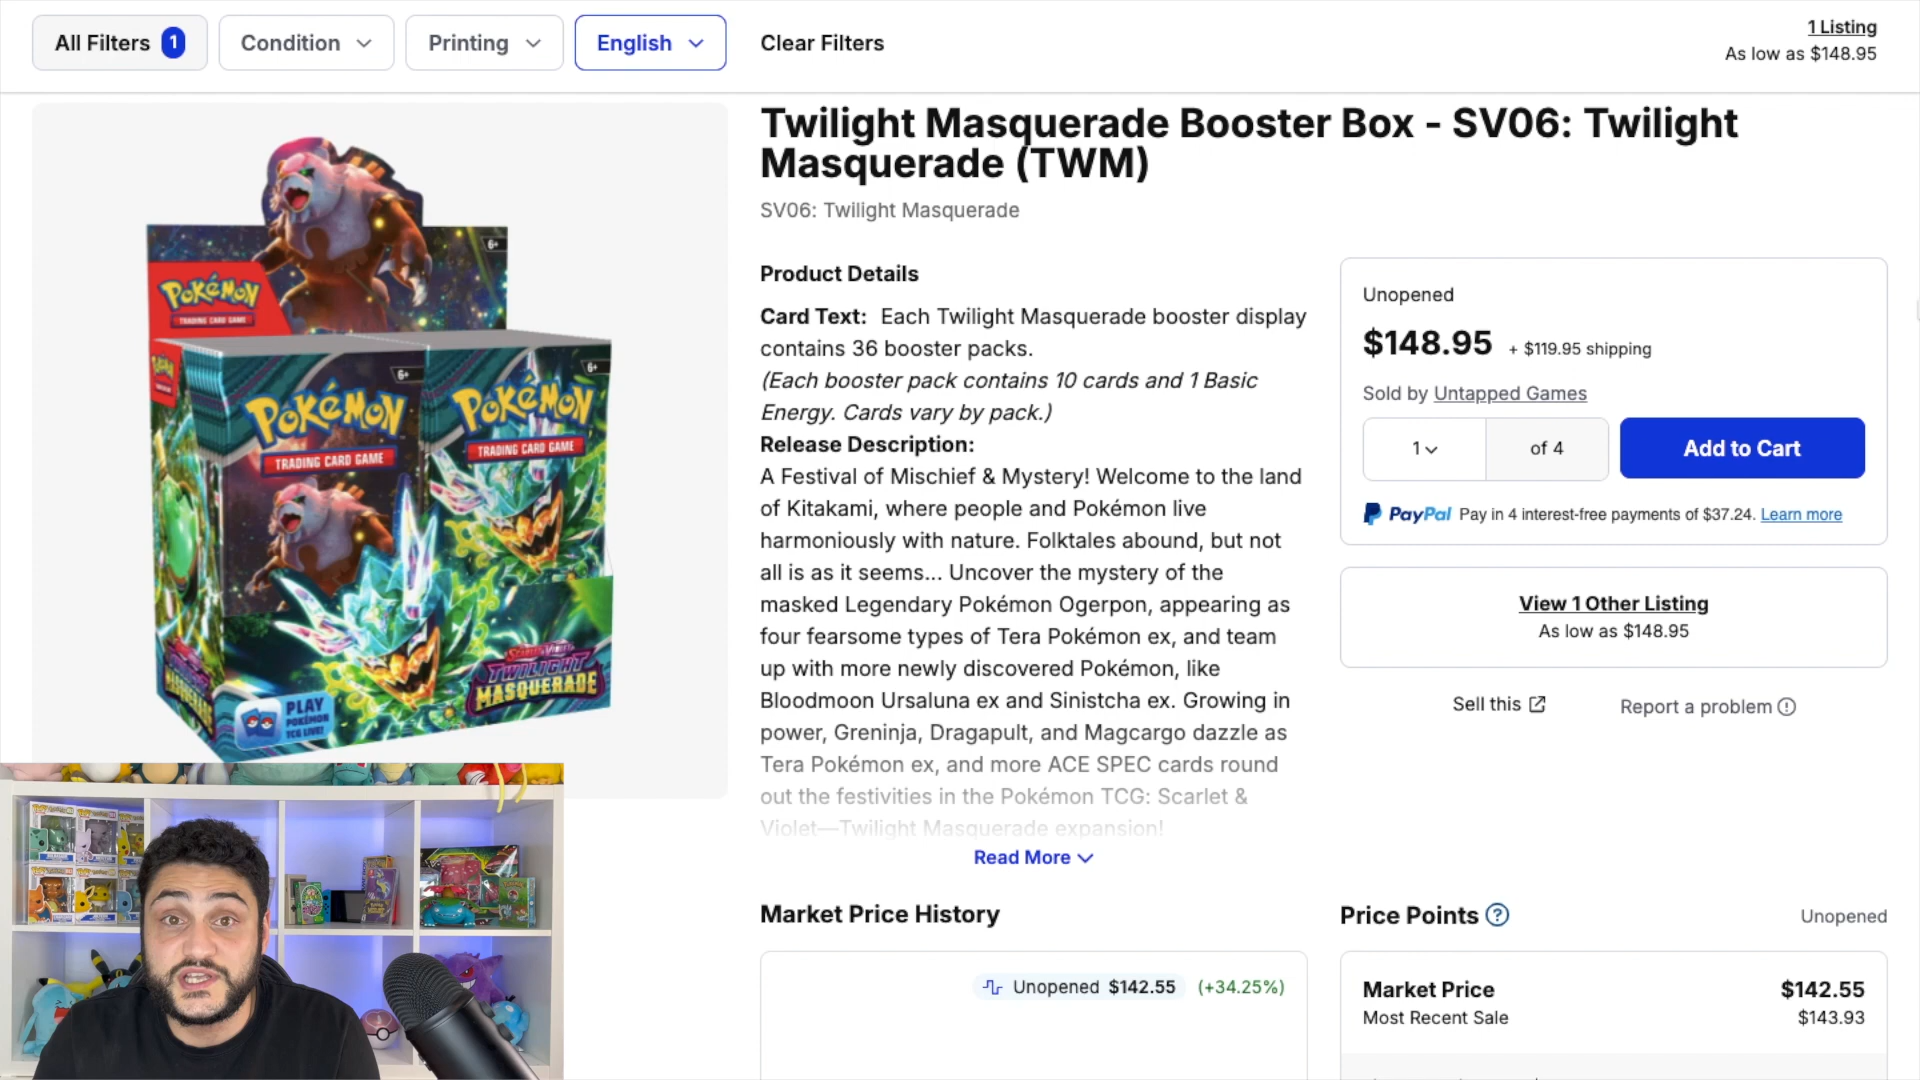 All Filters 1
Condition
Printing
English
Clear Filters
1 Listing
As low as $148.95
Twilight Masquerade Booster Box - SV06: Twilight
Masquerade (TWM)
SV06: Twilight Masquerade
Product Details
Card Text: Each Twilight Masquerade booster display
contains 36 booster packs.
(Each booster pack contains 10 cards and 1 Basic
Energy. Cards vary by pack.)
Release Description:
A Festival of Mischief & Mystery! Welcome to the land
of Kitakami, where people and Pokémon live
harmoniously with nature. Folktales abound, but not
all is as it seems... Uncover the mystery of the
masked Legendary Pokémon Ogerpon, appearing as
four fearsome types of Tera Pokémon ex, and team
up with more newly discovered Pokémon, like
Bloodmoon Ursaluna ex and Sinistcha ex. Growing in
power, Greninja, Dragapult, and Magcargo dazzle as
Tera Pokémon ex, and more ACE SPEC cards round
out the festivities in the Pokémon TCG: Scarlet &
Violet—Twilight Masquerade expansion!
Read More
Unopened
$148.95 + $119.95 shipping
Sold by Untapped Games
1 of 4
Add to Cart
PayPal Pay in 4 interest-free payments of $37.24. Learn more
View 1 Other Listing
As low as $148.95
Sell this
Report a problem
Market Price History
Unopened $142.55 (+34.25%)
Price Points ?
Unopened
Market Price $142.55
Most Recent Sale $143.93
6+
POKéMON
TRADING CARD GAME
6+
6+
POKéMON
TRADING CARD GAME
POKéMON
TRADING CARD GAME
SCARLET & VIOLET
TWILIGHT
MASQUERADE
PLAY
POKéMON
TCG LIVE!